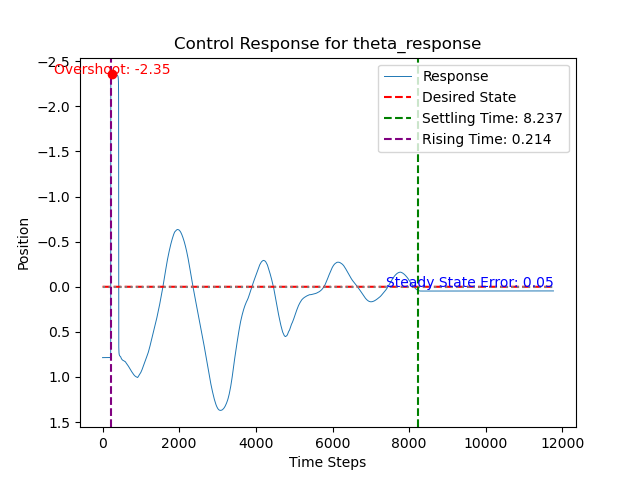 Control Response for theta_response
Overshoot: -2.35
Response
Desired State
Settling Time: 8.237
Rising Time: 0.214
Steady State Error: 0.05
Position
−2.5
−2.0
−1.5
−1.0
−0.5
0.0
0.5
1.0
1.5
0
2000
4000
6000
8000
10000
12000
Time Steps